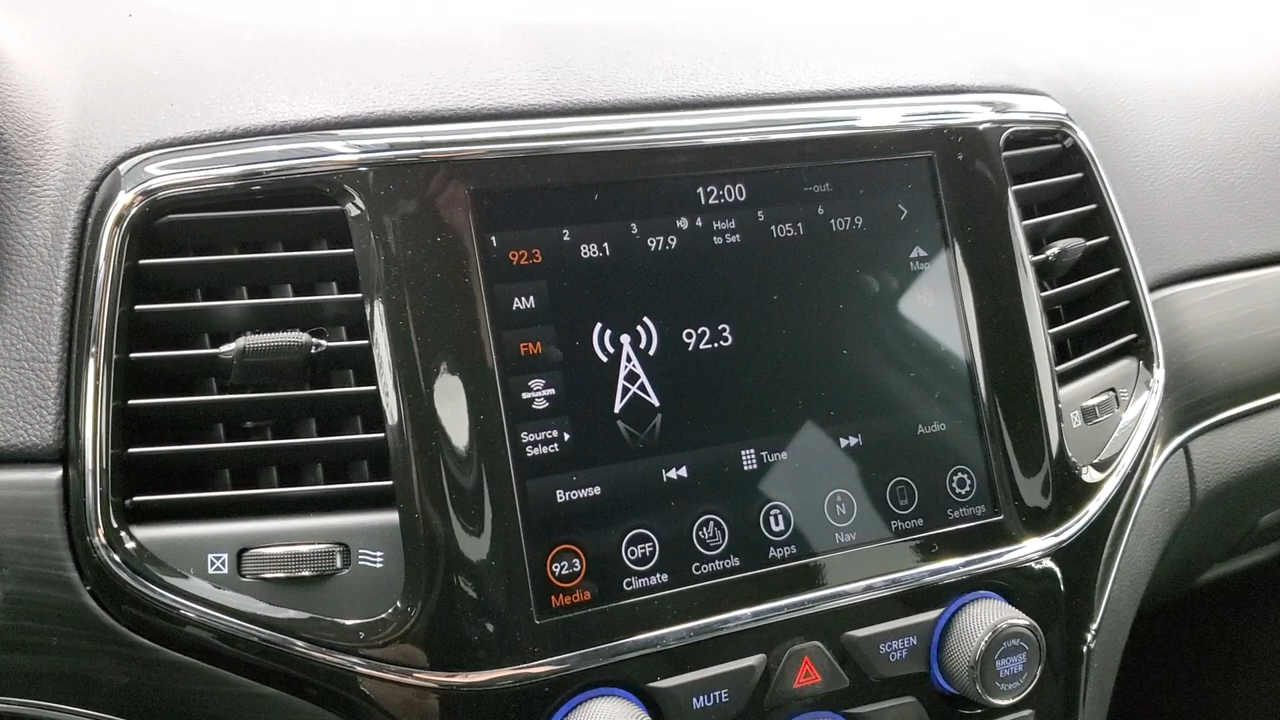 12:00
--out.
1
92.3
2
88.1
3
97.9
4
Hold
to Set
5
105.1
6
107.9
Map
AM
FM
SiriusXM
Source
Select
92.3
Browse
Tune
Audio
92.3
Media
OFF
Climate
Controls
Apps
N
Nav
Phone
Settings
MUTE
SCREEN
OFF
TUNE
BROWSE
ENTER
SCROLL